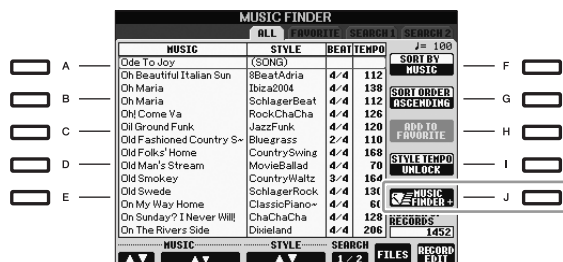 MUSIC FINDER
ALL FAVORITE SEARCH 1 SEARCH 2
MUSIC STYLE BEAT TEMPO ♩= 100
Ode To Joy (SONG)
Oh Beautiful Italian Sun 8BeatAdria 4/4 112
Oh Maria Ibiza2004 4/4 138
Oh Maria SchlagerBeat 4/4 112
Oh! Come Va RockChaCha 4/4 126
Oil Ground Funk JazzFunk 4/4 120
Old Fashioned Country S~ Bluegrass 2/4 110
Old Folks' Home CountrySwing 4/4 168
Old Man's Stream MovieBallad 4/4 70
Old Smokey CountryWaltz 3/4 164
Old Swede SchlagerRock 4/4
On My Way Home ClassicPiano~ 4/4
On Sunday? I Never Will! ChaChaCha 4/4 128
On The Rivers Side Dixieland 4/4 206
SORT BY
MUSIC
SORT ORDER
ASCENDING
ADD TO
FAVORITE
STYLE TEMPO
UNLOCK
MUSIC
FINDER +
RECORDS
1452
MUSIC STYLE SEARCH
▲▼ ▲▼ ▲▼ 1/2 FILES RECORD
EDIT
A
B
C
D
E
F
G
H
I
J